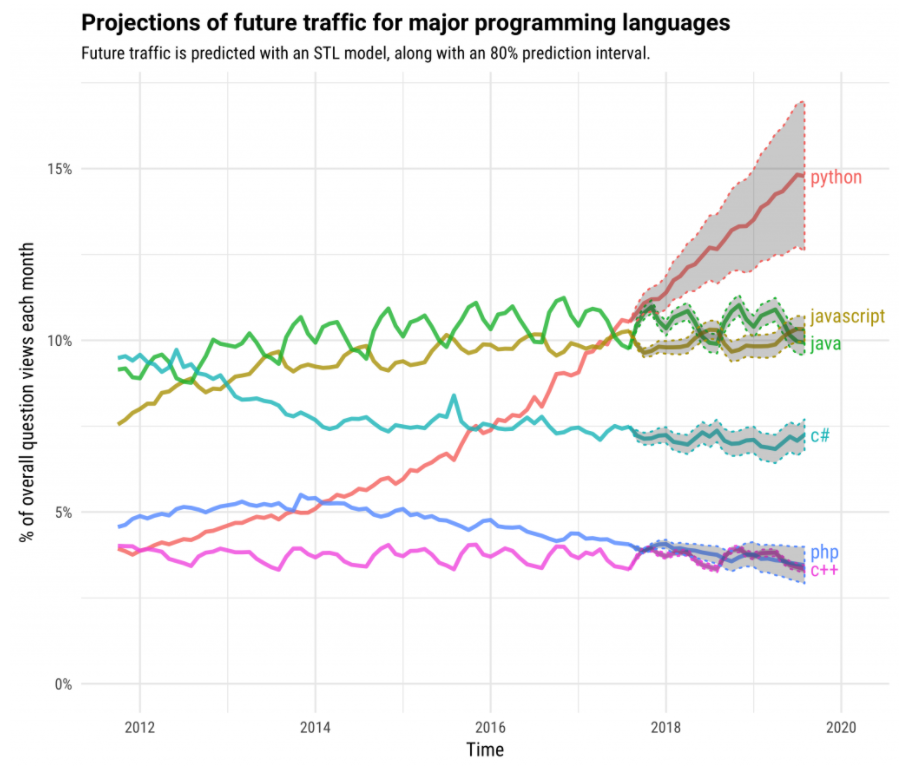 Projections of future traffic for major programming languages
Future traffic is predicted with an STL model, along with an 80% prediction interval.
% of overall question views each month
15%
10%
5%
0%
python
javascript
java
c#
php
c++
2012
2014
2016
2018
2020
Time